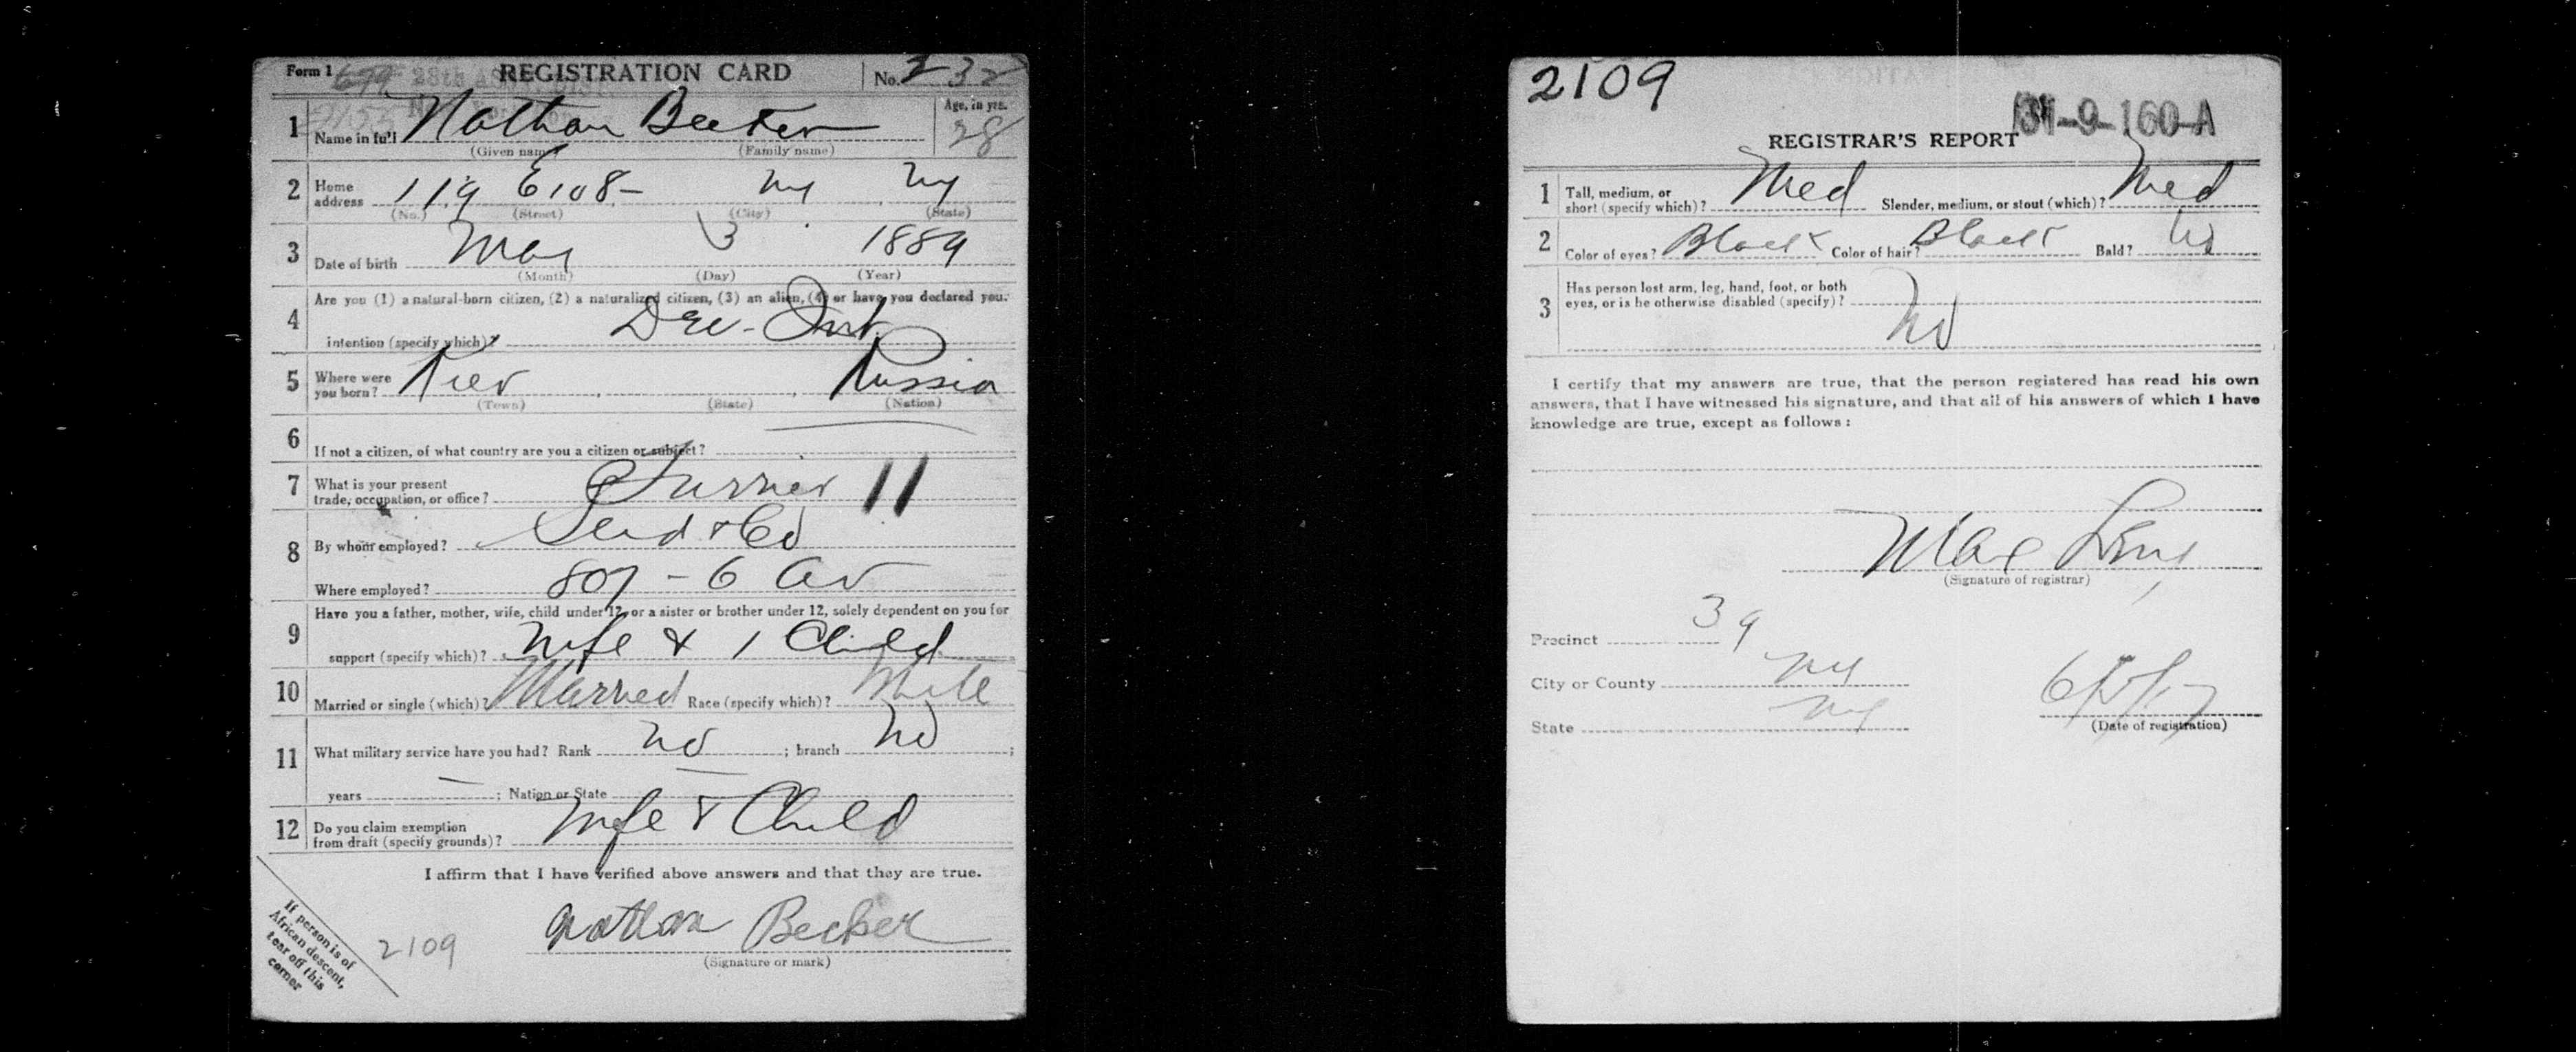 Form 1 REGISTRATION CARD No. 232
1 Name in full Nathan Becker Age, in yrs. 28
(Given name) (Family name)
2 Home address 119 E 108 - NY NY
(No.) (Street) (City) (State)
3 Date of birth Mar 3 1889
(Month) (Day) (Year)
Are you (1) a natural-born citizen, (2) a naturalized citizen, (3) an alien, (4) or have you declared your
4 intention (specify which)? Dec - Int
5 Where were you born? Kiev Russia
(Town) (State) (Nation)
6 If not a citizen, of what country are you a citizen or subject?
7 What is your present trade, occupation, or office? Furrier 11
8 By whom employed? & Co
Where employed? 807 - 6 Av
Have you a father, mother, wife, child under 12, or a sister or brother under 12, solely dependent on you for
9 support (specify which)? Wife & 1 Child
10 Married or single (which)? Married Race (specify which)? White
11 What military service have you had? Rank No ; branch No ;
years — ; Nation or State —
12 Do you claim exemption from draft (specify grounds)? Wife & Child
I affirm that I have verified above answers and that they are true.
Nathan Becker
(Signature or mark)
2109
If person is of
African descent,
tear off this
corner
2109
31-9-160-A
REGISTRAR'S REPORT
1 Tall, medium, or short (specify which)? Med Slender, medium, or stout (which)? Med
2 Color of eyes? Black Color of hair? Black Bald? No
3 Has person lost arm, leg, hand, foot, or both
eyes, or is he otherwise disabled (specify)?
No
I certify that my answers are true, that the person registered has read his own
answers, that I have witnessed his signature, and that all of his answers of which I have
knowledge are true, except as follows:
Max
(Signature of registrar)
Precinct 39
City or County NY
State NY
6/5/17
(Date of registration)